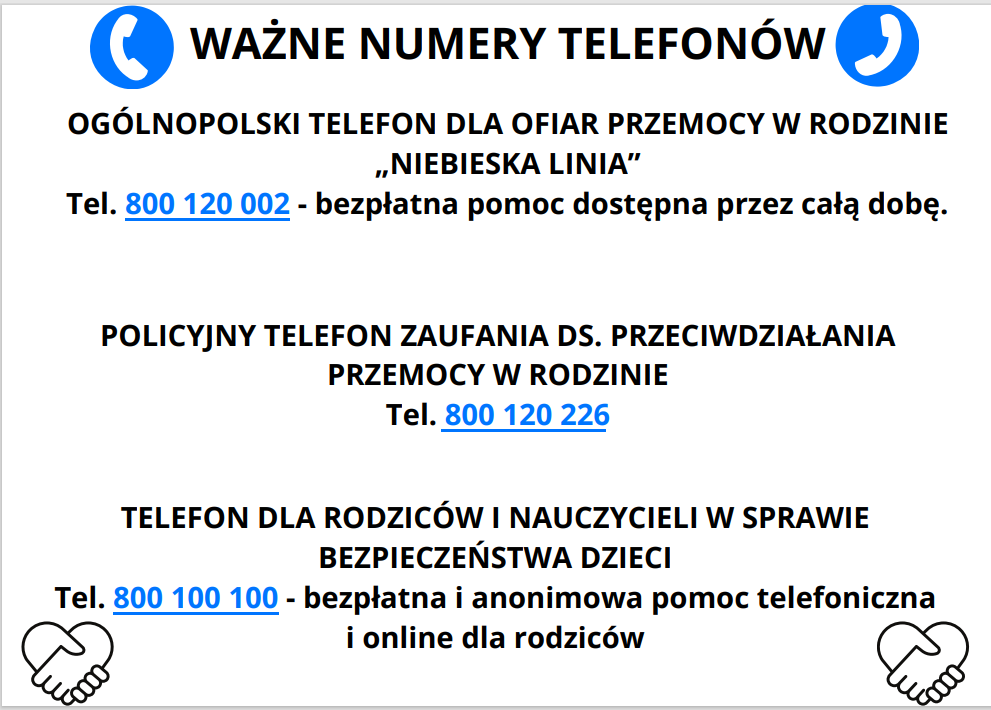 WAŻNE NUMERY TELEFONÓW
OGÓLNOPOLSKI TELEFON DLA OFIAR PRZEMOCY W RODZINIE
„NIEBIESKA LINIA”
Tel. 800 120 002 - bezpłatna pomoc dostępna przez całą dobę.
POLICYJNY TELEFON ZAUFANIA DS. PRZECIWDZIAŁANIA
PRZEMOCY W RODZINIE
Tel. 800 120 226
TELEFON DLA RODZICÓW I NAUCZYCIELI W SPRAWIE
BEZPIECZEŃSTWA DZIECI
Tel. 800 100 100 - bezpłatna i anonimowa pomoc telefoniczna
i online dla rodziców